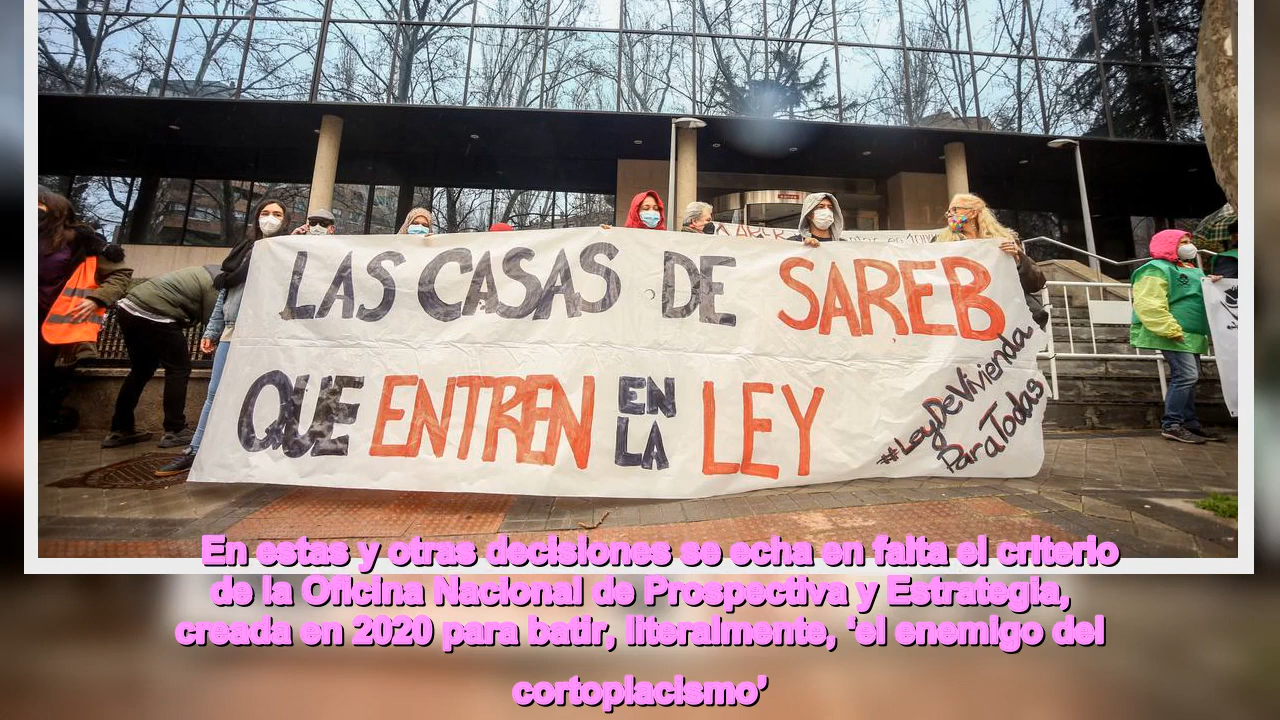 LAS CASAS DE SAREB
QUE ENTREN EN LA LEY
#LeyDeVivienda
ParaTodas
En estas y otras decisiones se echa en falta el criterio
de la Oficina Nacional de Prospectiva y Estrategia,
creada en 2020 para batir, literalmente, ‘el enemigo del
cortoplacismo’